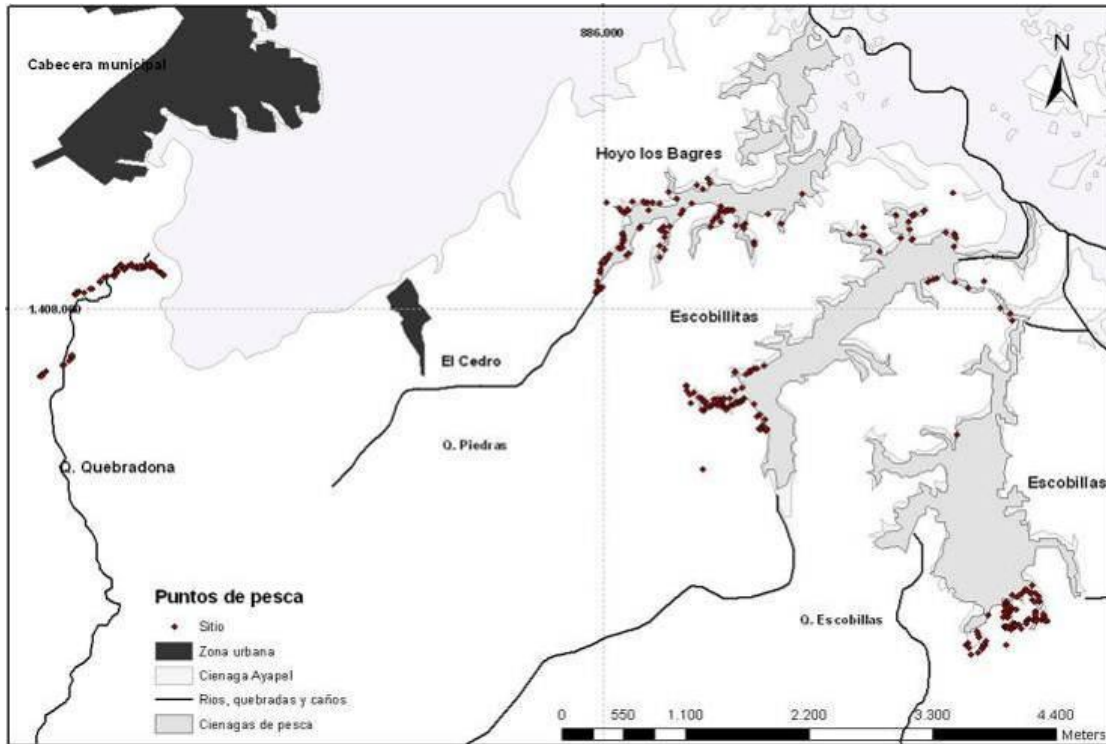 886.000
N
Cabecera municipal
Hoyo los Bagres
1.408.000
Escobillitas
El Cedro
Q. Piedras
Q. Quebradona
Escobillas
Puntos de pesca
Sitio
Zona urbana
Cienaga Ayapel
Rios, quebradas y caños
Cienagas de pesca
Q. Escobillas
0 550 1.100 2.200 3.300 4.400
Meters